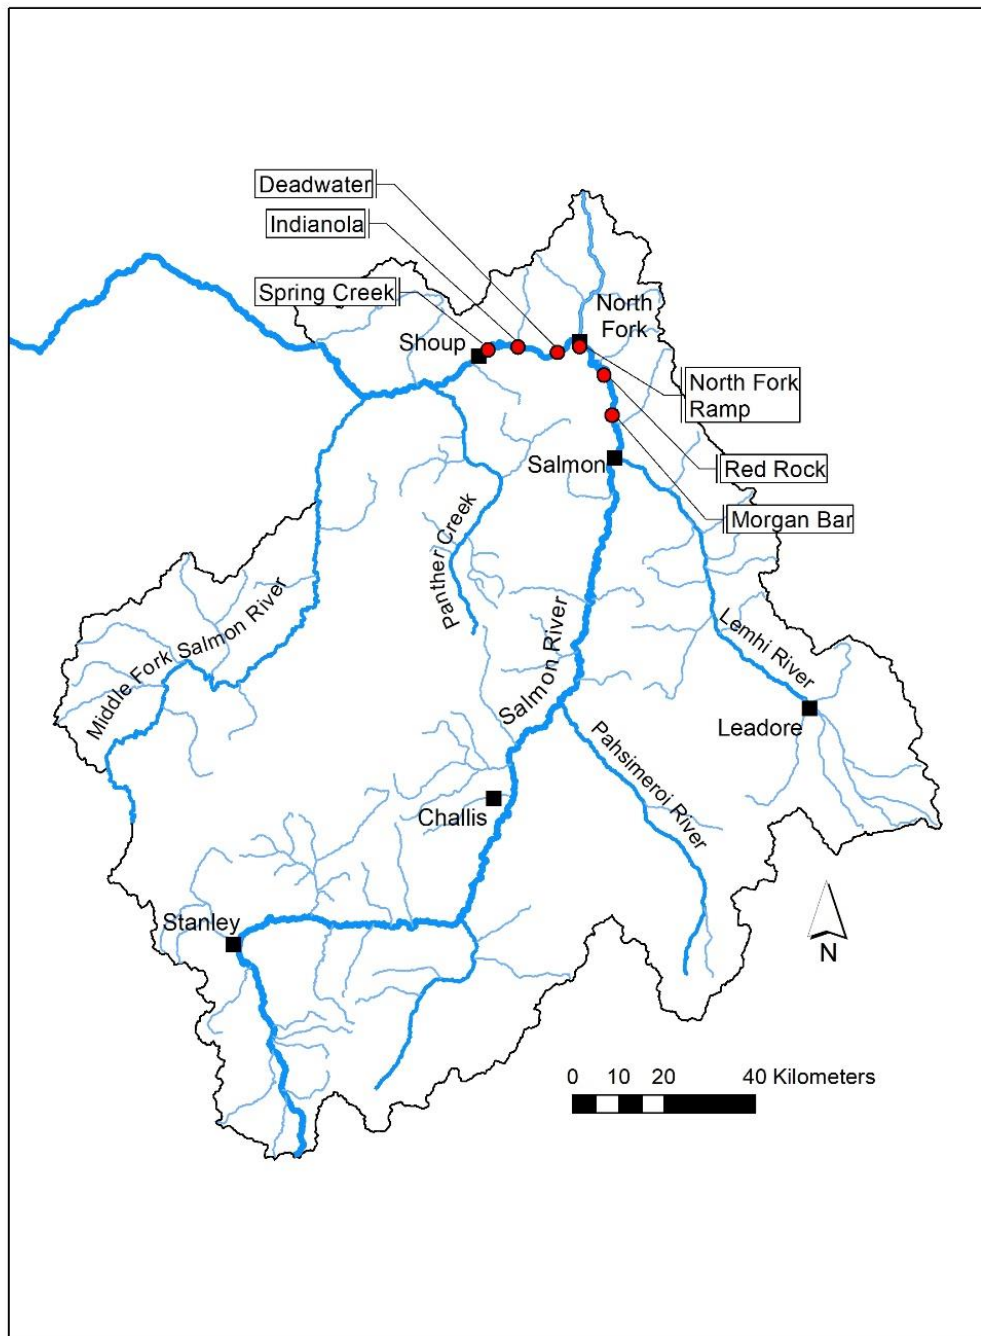 Deadwater
Indianola
Spring Creek
North
Fork
Shoup
North Fork
Ramp
Salmon
Red Rock
Morgan Bar
Panther Creek
Middle Fork Salmon River
Salmon River
Lemhi River
Leadore
Pahsimeroi River
Challis
Stanley
N
0 10 20 40 Kilometers